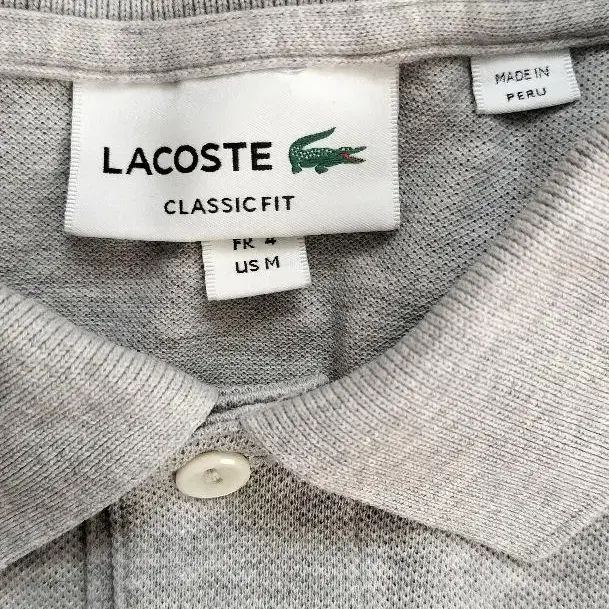 MADE IN
PERU
LACOSTE
CLASSIC FIT
FR 4
US M